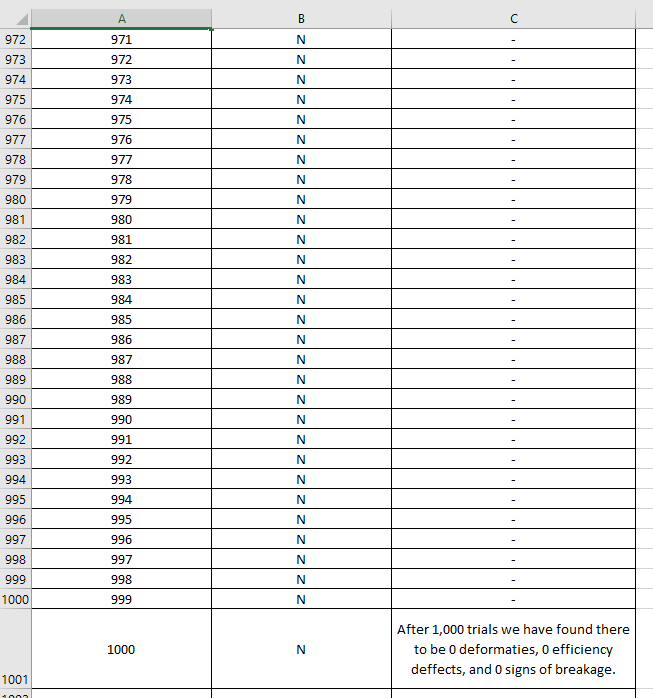 A B C
972 971 N -
973 972 N -
974 973 N -
975 974 N -
976 975 N -
977 976 N -
978 977 N -
979 978 N -
980 979 N -
981 980 N -
982 981 N -
983 982 N -
984 983 N -
985 984 N -
986 985 N -
987 986 N -
988 987 N -
989 988 N -
990 989 N -
991 990 N -
992 991 N -
993 992 N -
994 993 N -
995 994 N -
996 995 N -
997 996 N -
998 997 N -
999 998 N -
1000 999 N -
After 1,000 trials we have found there
1000 N to be 0 deformaties, 0 efficiency
1001 deffects, and 0 signs of breakage.